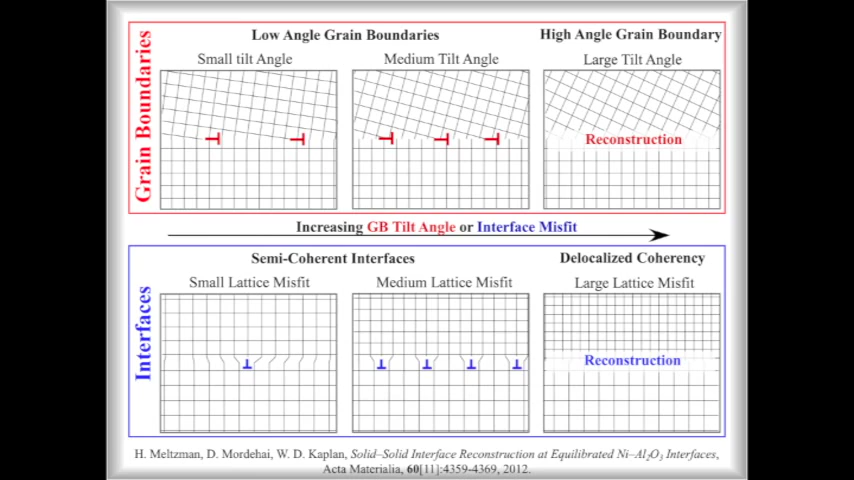 Grain Boundaries
Low Angle Grain Boundaries
High Angle Grain Boundary
Small tilt Angle
Medium Tilt Angle
Large Tilt Angle
Reconstruction
Increasing GB Tilt Angle or Interface Misfit
Interfaces
Semi-Coherent Interfaces
Delocalized Coherency
Small Lattice Misfit
Medium Lattice Misfit
Large Lattice Misfit
Reconstruction
H. Meltzman, D. Mordehai, W. D. Kaplan, Solid–Solid Interface Reconstruction at Equilibrated Ni–Al₂O₃ Interfaces,
Acta Materialia, 60[11]:4359-4369, 2012.